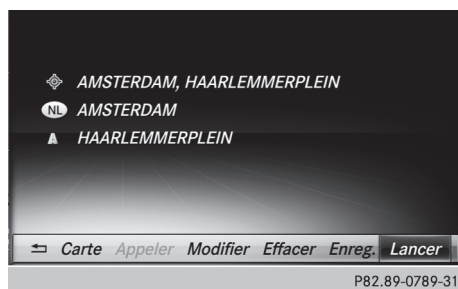 AMSTERDAM, HAARLEMMERPLEIN
NL AMSTERDAM
HAARLEMMERPLEIN
Carte Appeler Modifier Effacer Enreg. Lancer
P82.89-0789-31